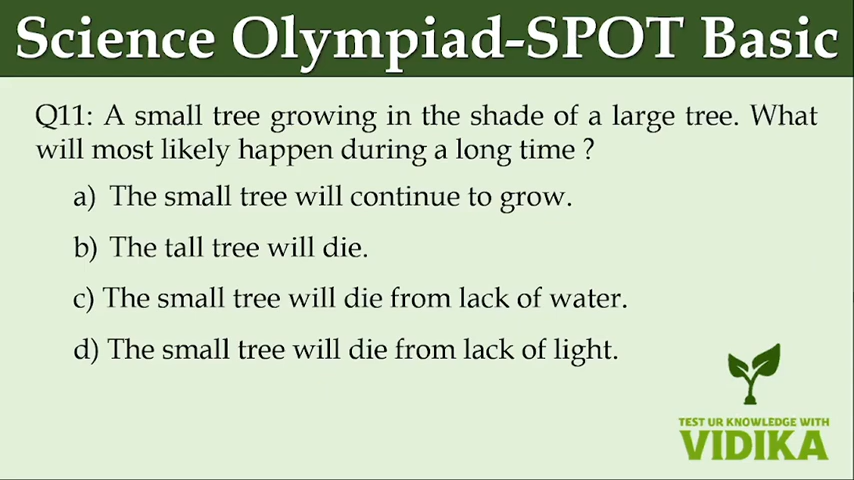 Science Olympiad-SPOT Basic
Q11: A small tree growing in the shade of a large tree. What
will most likely happen during a long time ?
a) The small tree will continue to grow.
b) The tall tree will die.
c) The small tree will die from lack of water.
d) The small tree will die from lack of light.
TEST UR KNOWLEDGE WITH
VIDIKA